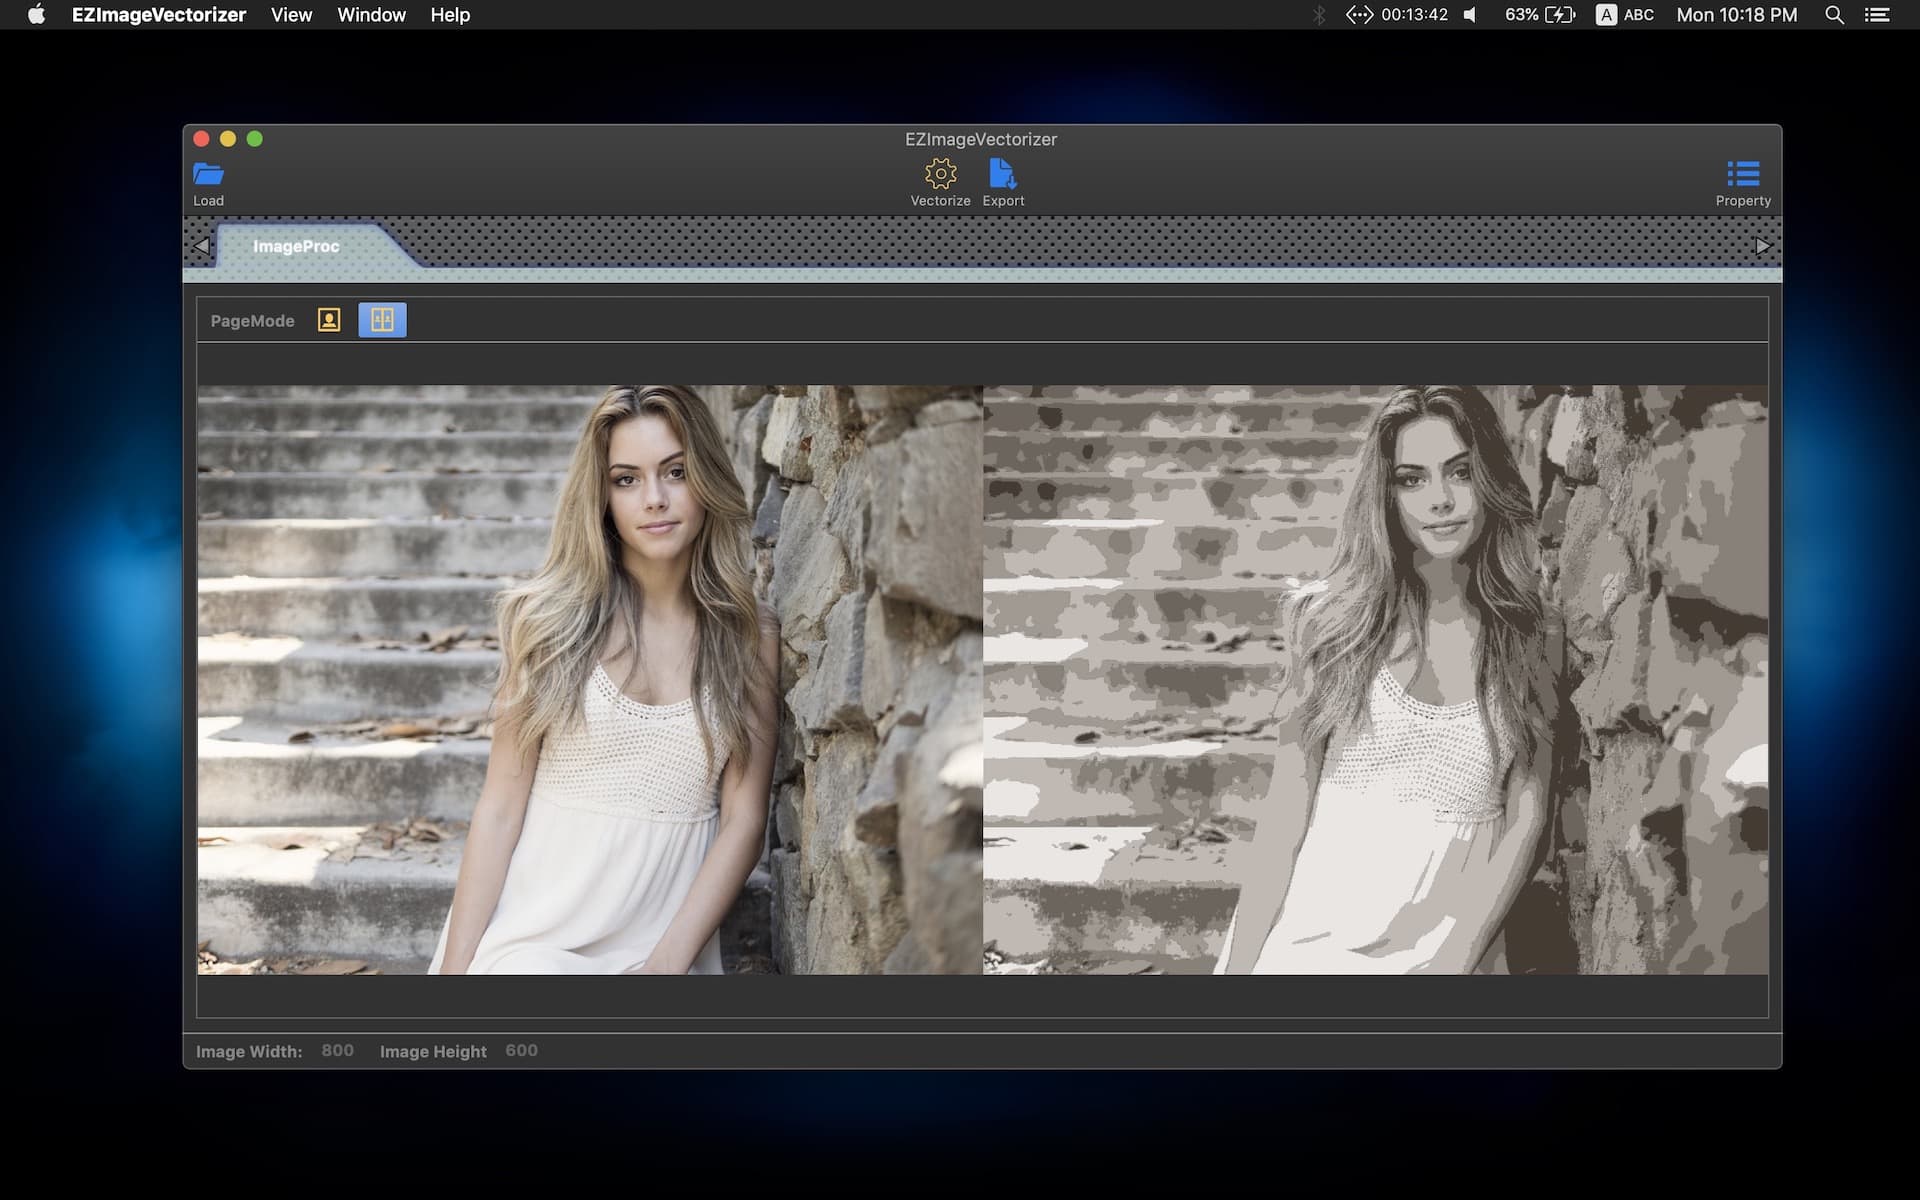 EZImageVectorizer View Window Help 00:13:42 63% A ABC Mon 10:18 PM
EZImageVectorizer
Load Vectorize Export Property
ImageProc
PageMode
Image Width: 800 Image Height 600